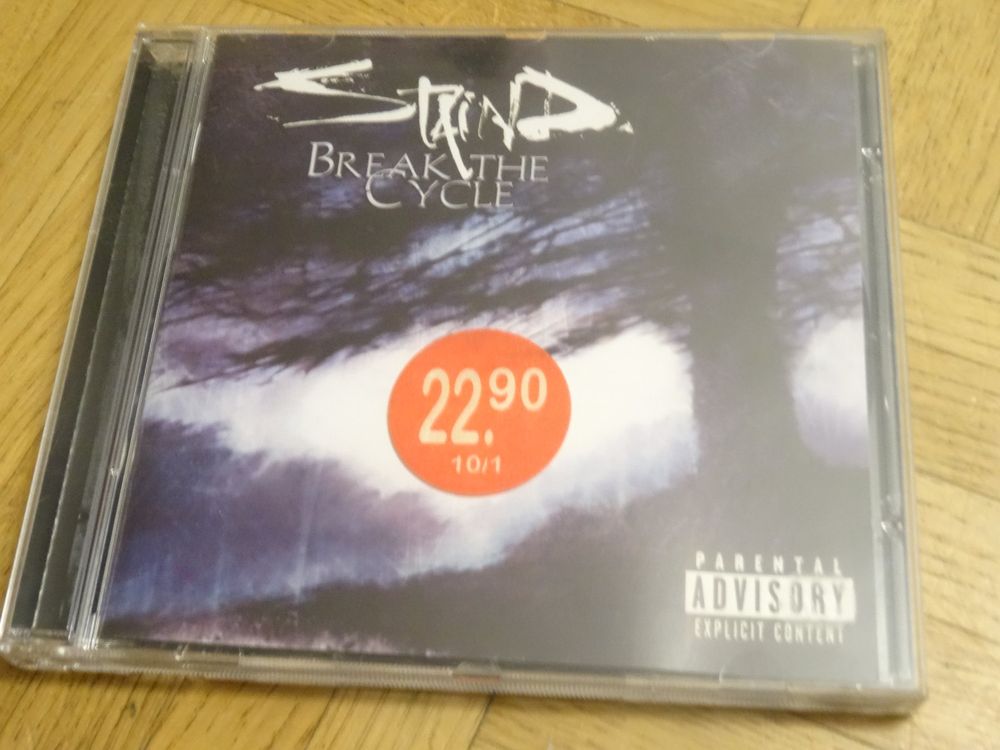 STAIND
BREAK THE
CYCLE
22.90
10/1
PARENTAL
ADVISORY
EXPLICIT CONTENT